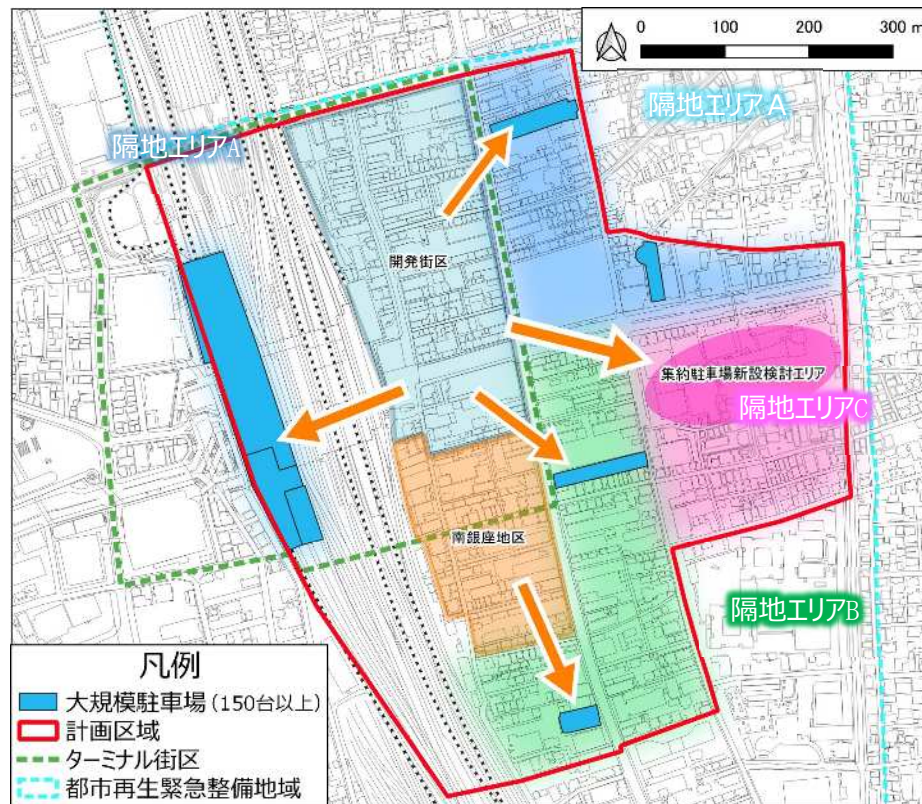 0 100 200 300 m
隔地エリアA
隔地エリアA
開発街区
集約駐車場新設検討エリア
隔地エリアC
南銀座地区
隔地エリアB
凡例
大規模駐車場(150台以上)
計画区域
ターミナル街区
都市再生緊急整備地域